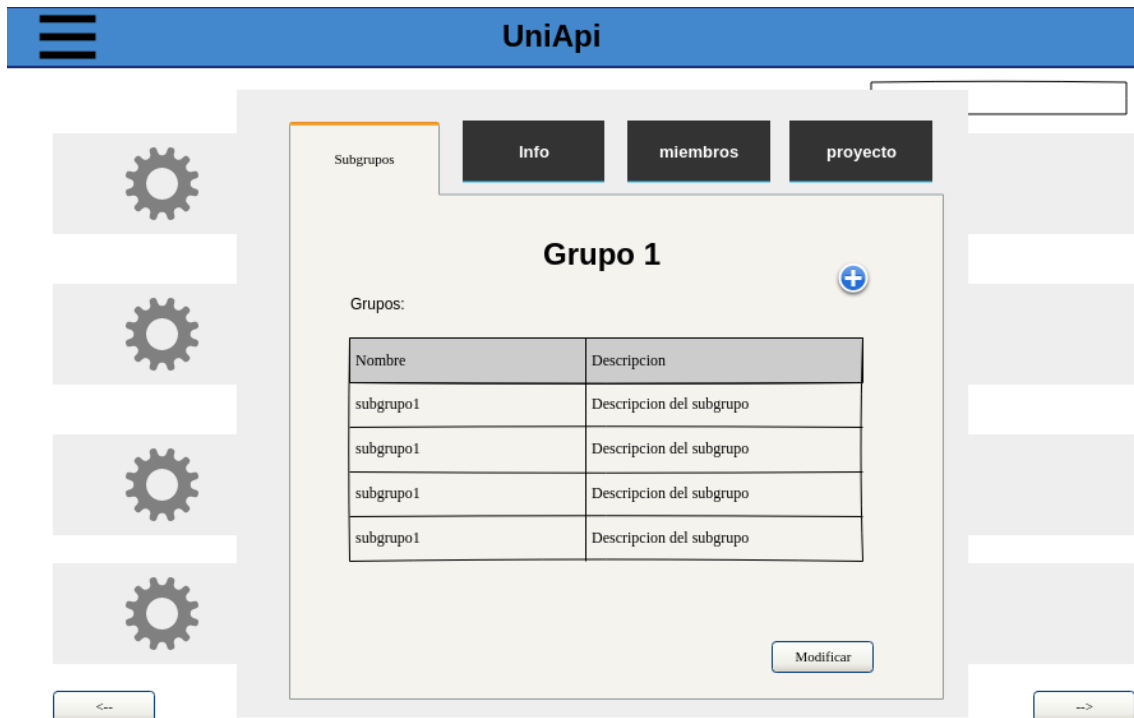 UniApi
Subgrupos
Info
miembros
proyecto
Grupo 1
Grupos:
Nombre Descripcion
subgrupo1 Descripcion del subgrupo
subgrupo1 Descripcion del subgrupo
subgrupo1 Descripcion del subgrupo
subgrupo1 Descripcion del subgrupo
Modificar
<--
-->